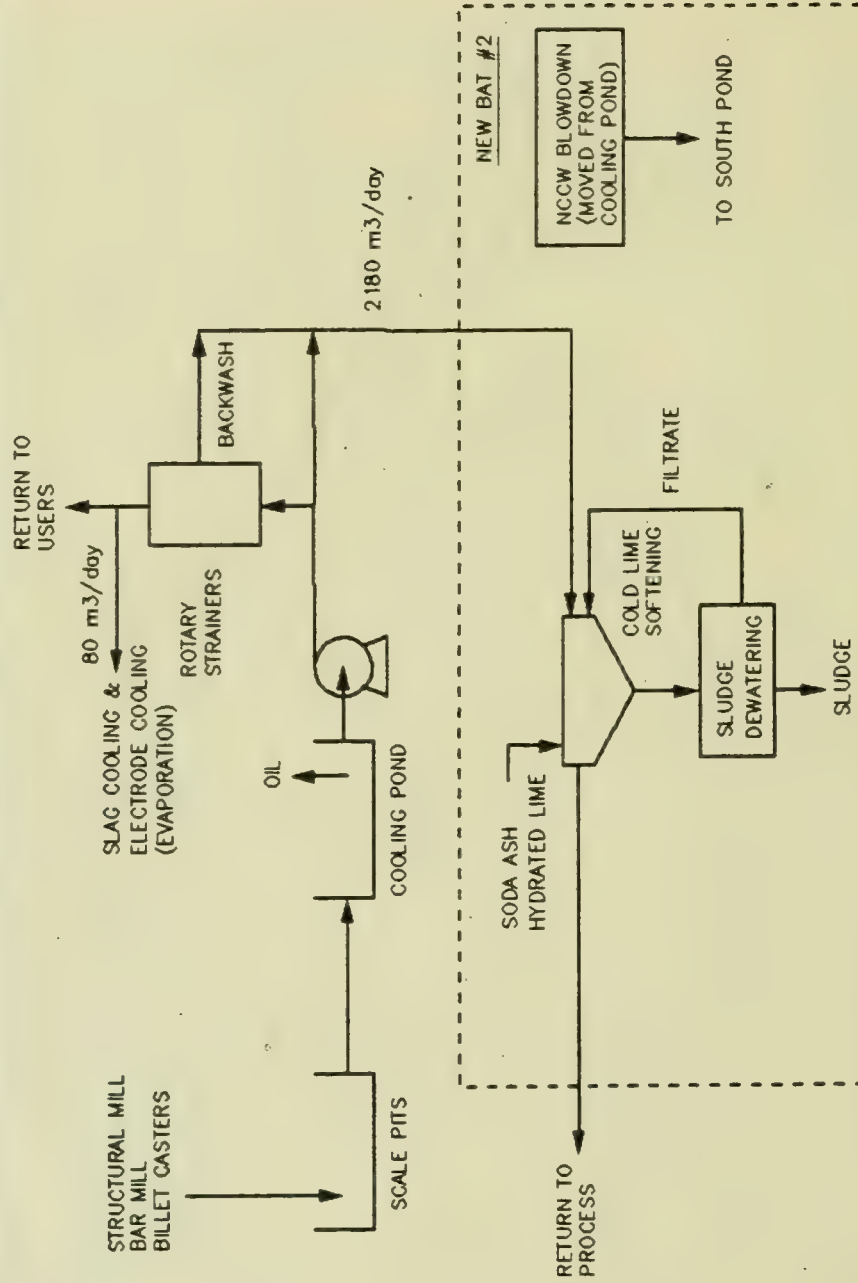 STRUCTURAL MILL
BAR MILL
BILLET CASTERS
SCALE PITS
COOLING POND
OIL
SLAG COOLING &
ELECTRODE COOLING
(EVAPORATION)
80 m3/day
RETURN TO
USERS
ROTARY
STRAINERS
BACKWASH
2180 m3/day
NEW BAT #2
NCCW BLOWDOWN
(MOVED FROM
COOLING POND)
TO SOUTH POND
SODA ASH
HYDRATED LIME
COLD LIME
SOFTENING
FILTRATE
SLUDGE
DEWATERING
SLUDGE
RETURN TO
PROCESS